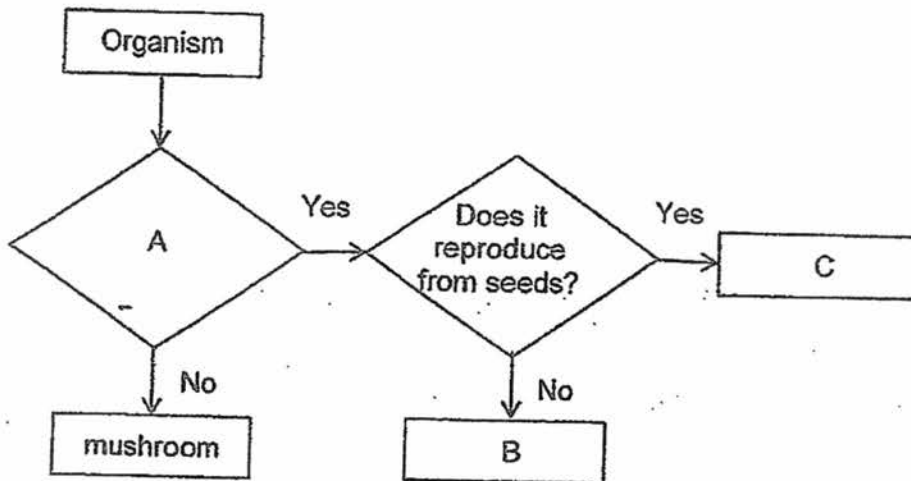 Organism
A
Yes
Does it
reproduce
from seeds?
Yes
C
No
mushroom
No
B